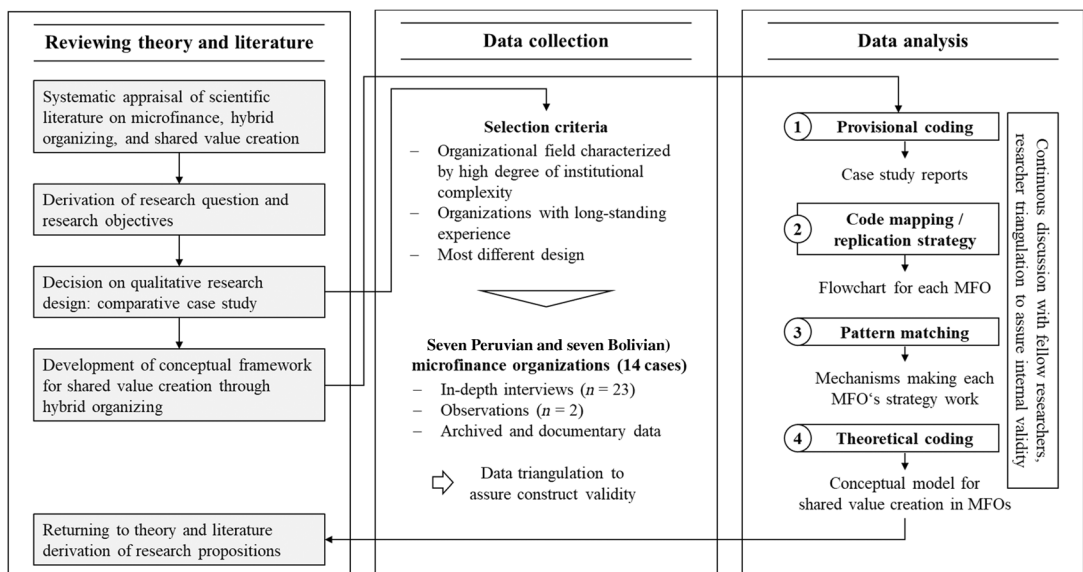 Reviewing theory and literature
Systematic appraisal of scientific
literature on microfinance, hybrid
organizing, and shared value creation
Derivation of research question and
research objectives
Decision on qualitative research
design: comparative case study
Development of conceptual framework
for shared value creation through
hybrid organizing
Returning to theory and literature
derivation of research propositions
Data collection
Selection criteria
– Organizational field characterized
by high degree of institutional
complexity
– Organizations with long-standing
experience
– Most different design
Seven Peruvian and seven Bolivian)
microfinance organizations (14 cases)
– In-depth interviews (n = 23)
– Observations (n = 2)
– Archived and documentary data
Data triangulation to
assure construct validity
Data analysis
1 Provisional coding
Case study reports
2 Code mapping /
replication strategy
Flowchart for each MFO
3 Pattern matching
Mechanisms making each
MFO‘s strategy work
4 Theoretical coding
Conceptual model for
shared value creation in MFOs
Continuous discussion with fellow researchers,
resarcher triangulation to assure internal validity